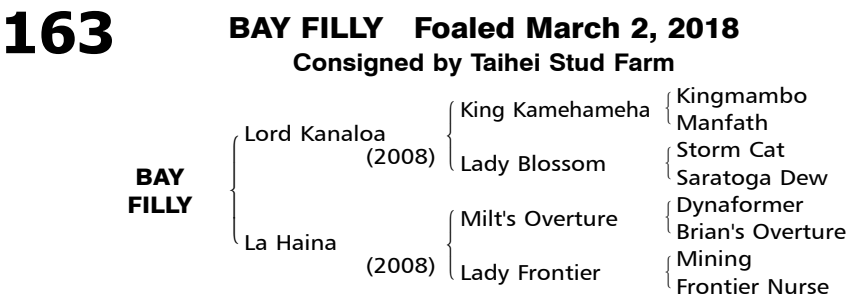 163
BAY FILLY Foaled March 2, 2018
Consigned by Taihei Stud Farm
BAY
FILLY
Lord Kanaloa
(2008)
La Haina
(2008)
King Kamehameha
Lady Blossom
Milt's Overture
Lady Frontier
Kingmambo
Manfath
Storm Cat
Saratoga Dew
Dynaformer
Brian's Overture
Mining
Frontier Nurse